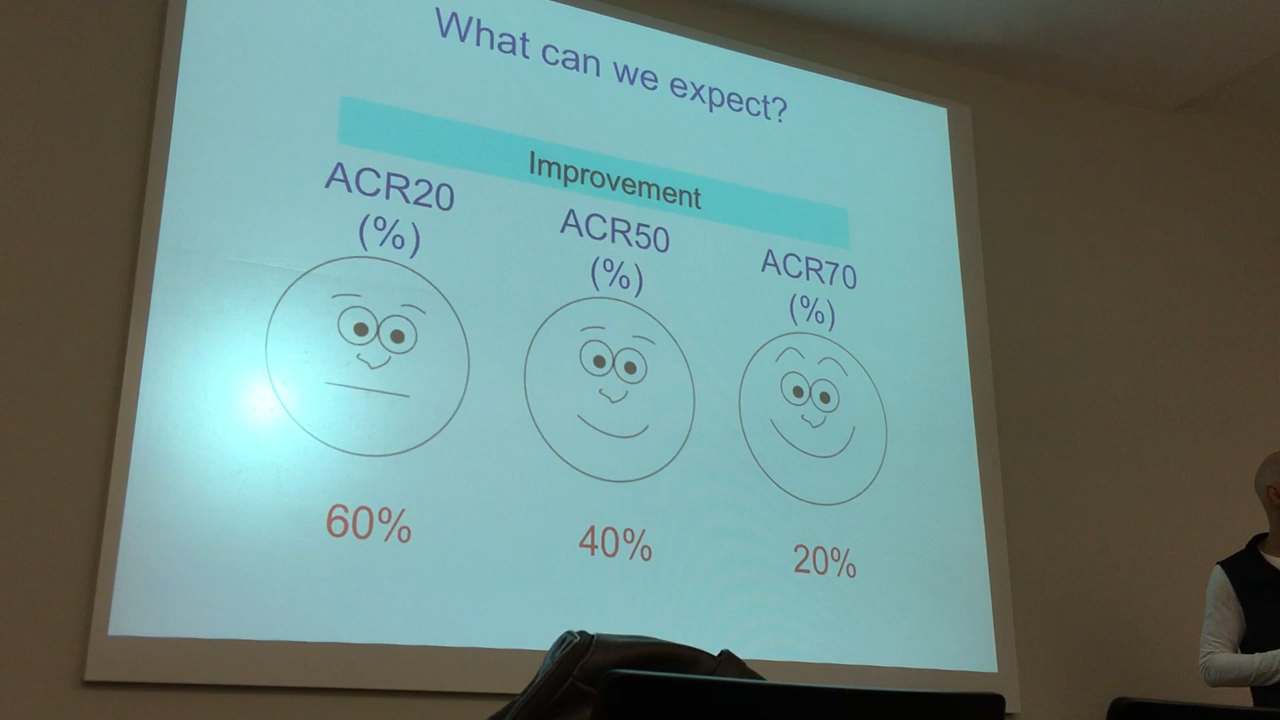 What can we expect?
Improvement
ACR20
(%)
ACR50
(%)
ACR70
(%)
60%
40%
20%